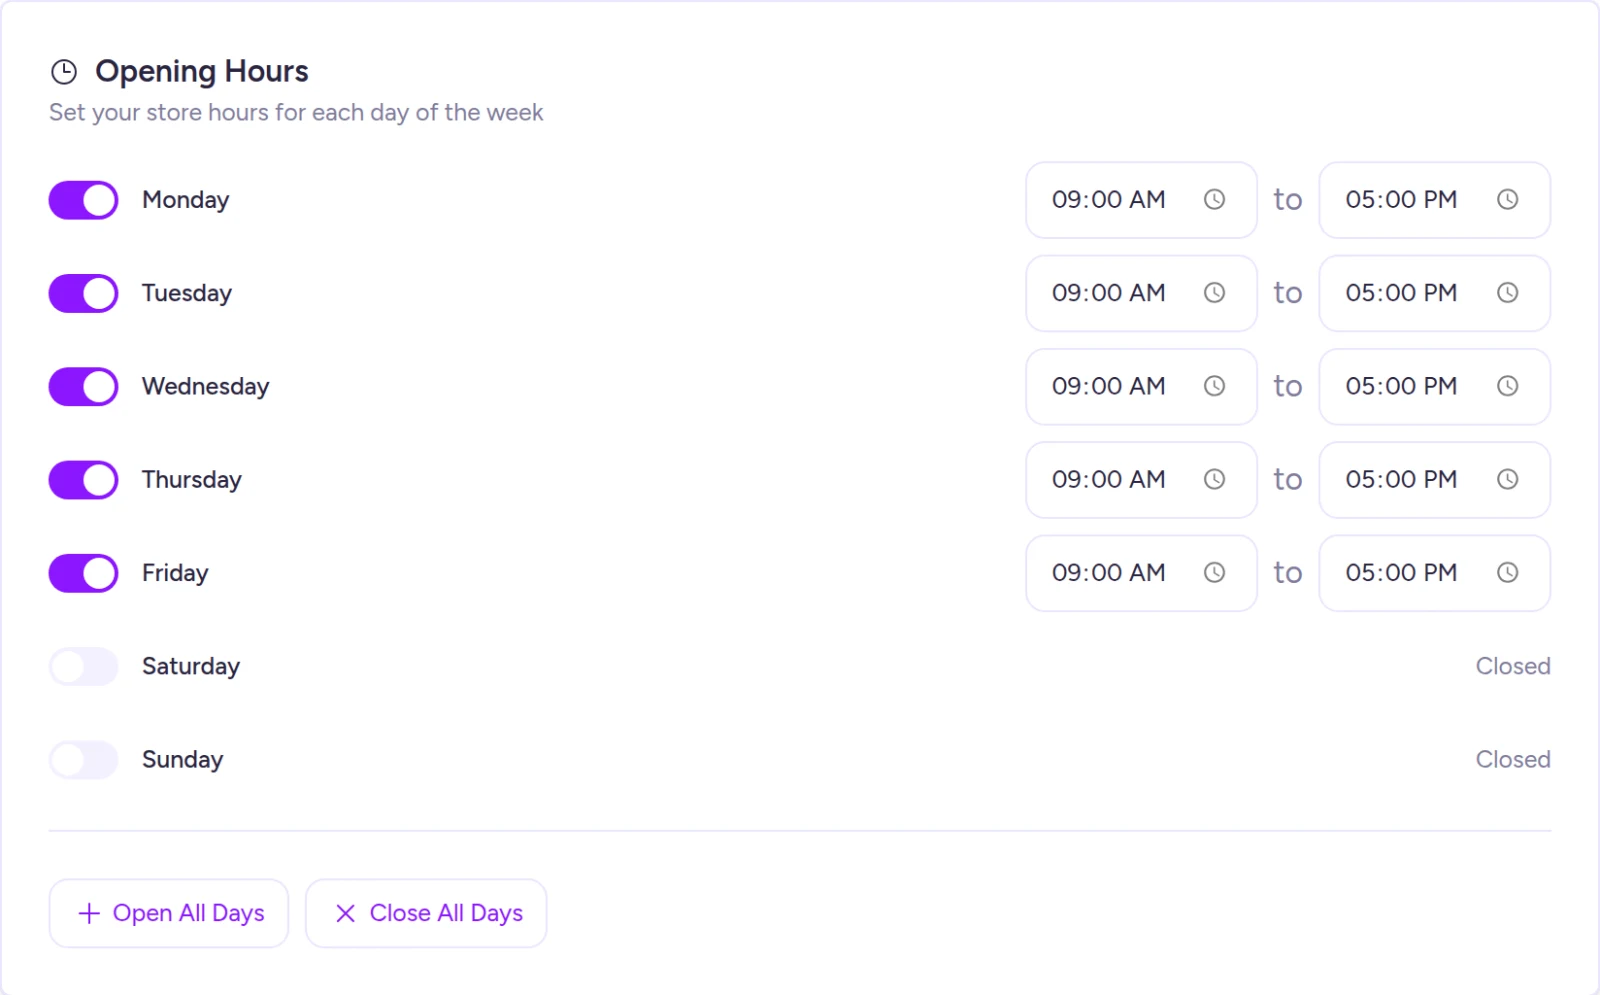 Opening Hours
Set your store hours for each day of the week
Monday 09:00 AM to 05:00 PM
Tuesday 09:00 AM to 05:00 PM
Wednesday 09:00 AM to 05:00 PM
Thursday 09:00 AM to 05:00 PM
Friday 09:00 AM to 05:00 PM
Saturday Closed
Sunday Closed
Open All Days Close All Days